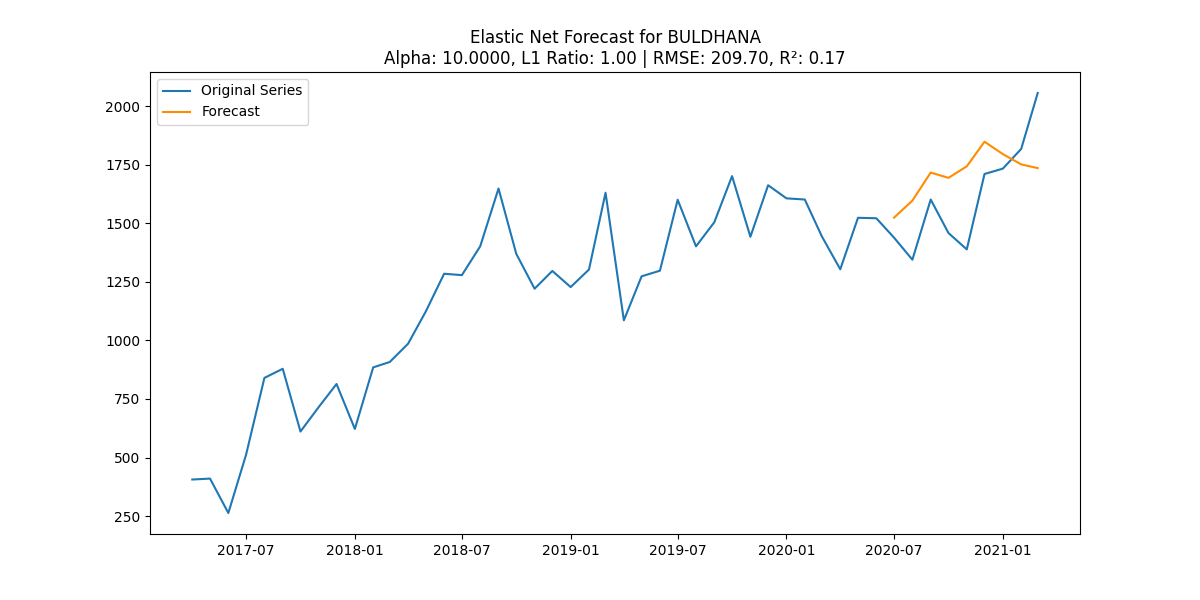 Elastic Net Forecast for BULDHANA
Alpha: 10.0000, L1 Ratio: 1.00 | RMSE: 209.70, R²: 0.17
Original Series
Forecast
2000
1750
1500
1250
1000
750
500
250
2017-07 2018-01 2018-07 2019-01 2019-07 2020-01 2020-07 2021-01